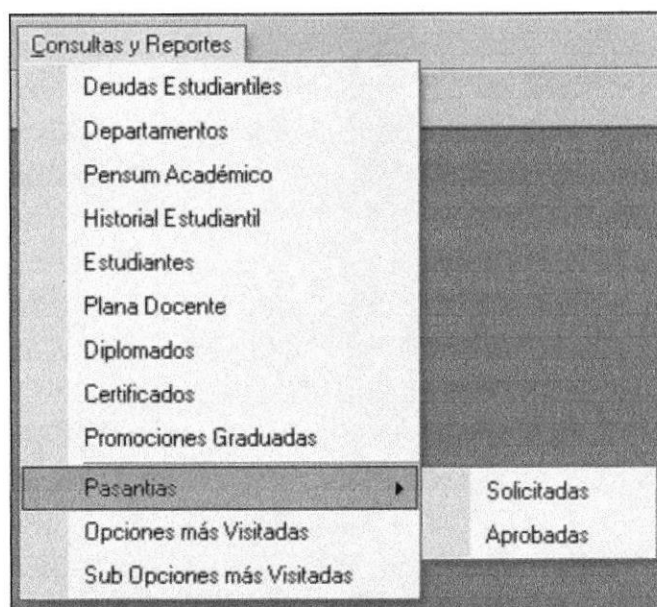 Consultas y Reportes
Deudas Estudiantiles
Departamentos
Pensum Académico
Historial Estudiantil
Estudiantes
Plana Docente
Diplomados
Certificados
Promociones Graduadas
Pasantias
Solicitadas
Aprobadas
Opciones más Visitadas
Sub Opciones más Visitadas